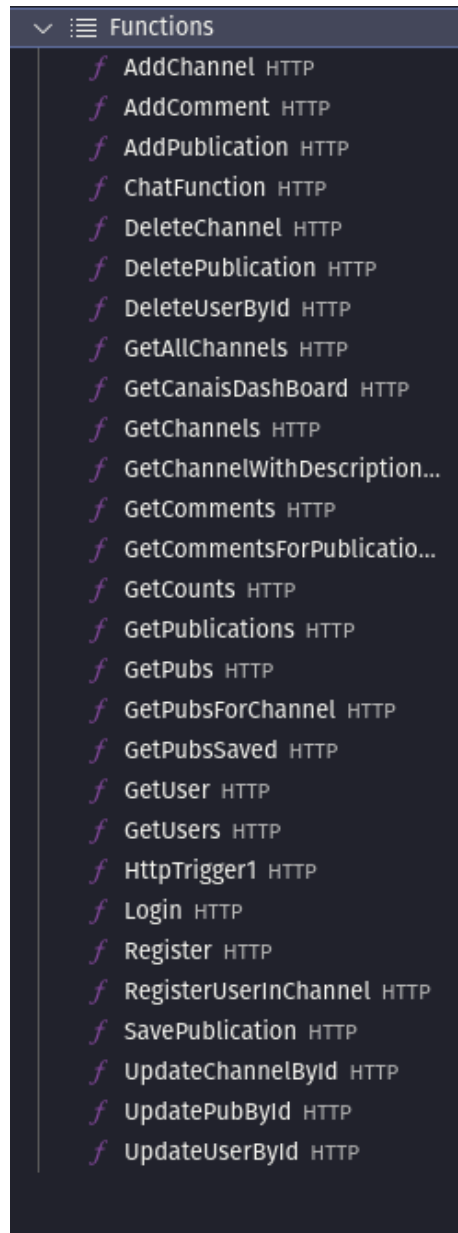 Functions
f AddChannel HTTP
f AddComment HTTP
f AddPublication HTTP
f ChatFunction HTTP
f DeleteChannel HTTP
f DeletePublication HTTP
f DeleteUserById HTTP
f GetAllChannels HTTP
f GetCanaisDashBoard HTTP
f GetChannels HTTP
f GetChannelWithDescription...
f GetComments HTTP
f GetCommentsForPublicatio...
f GetCounts HTTP
f GetPublications HTTP
f GetPubs HTTP
f GetPubsForChannel HTTP
f GetPubsSaved HTTP
f GetUser HTTP
f GetUsers HTTP
f HttpTrigger1 HTTP
f Login HTTP
f Register HTTP
f RegisterUserInChannel HTTP
f SavePublication HTTP
f UpdateChannelById HTTP
f UpdatePubById HTTP
f UpdateUserById HTTP